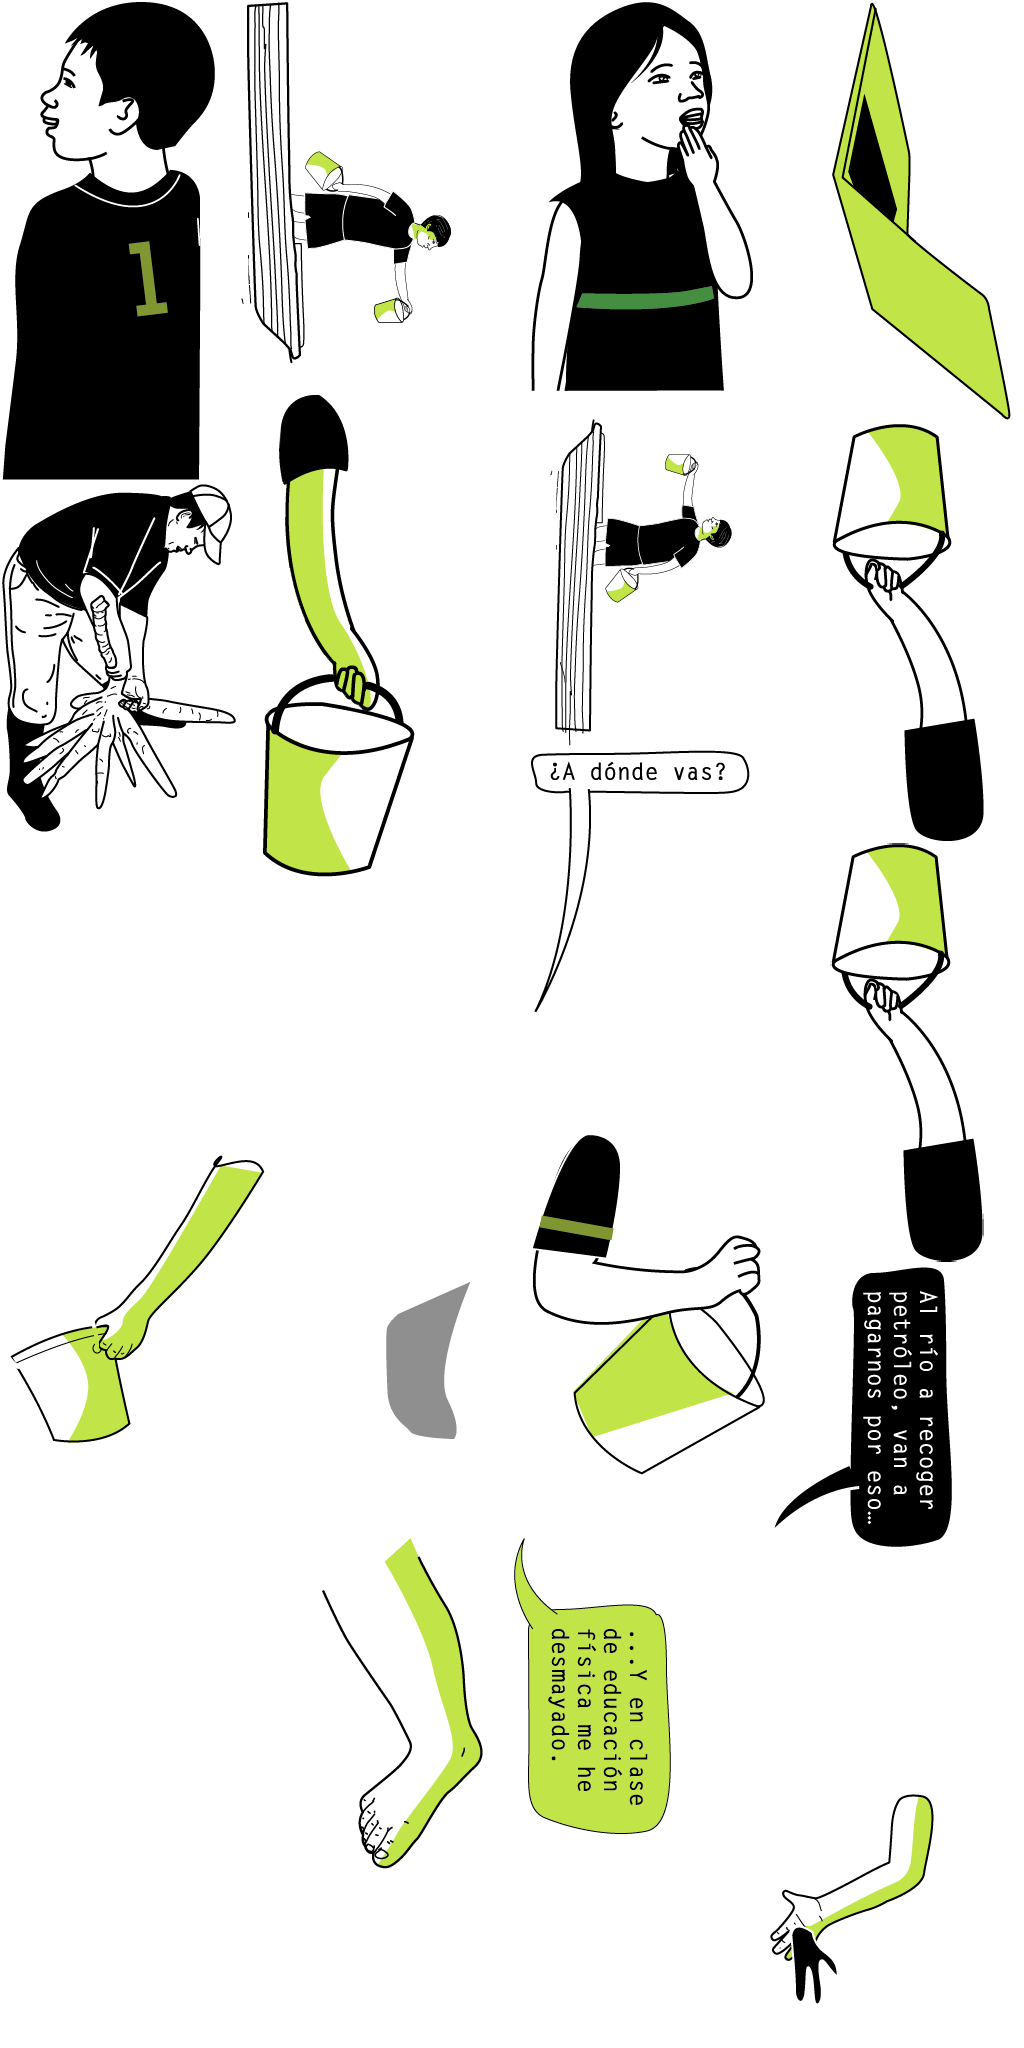 1
¿A dónde vas?
Al río a recoger
petróleo, van a
pagarnos por eso…
...Y en clase
de educación
física me he
desmayado.